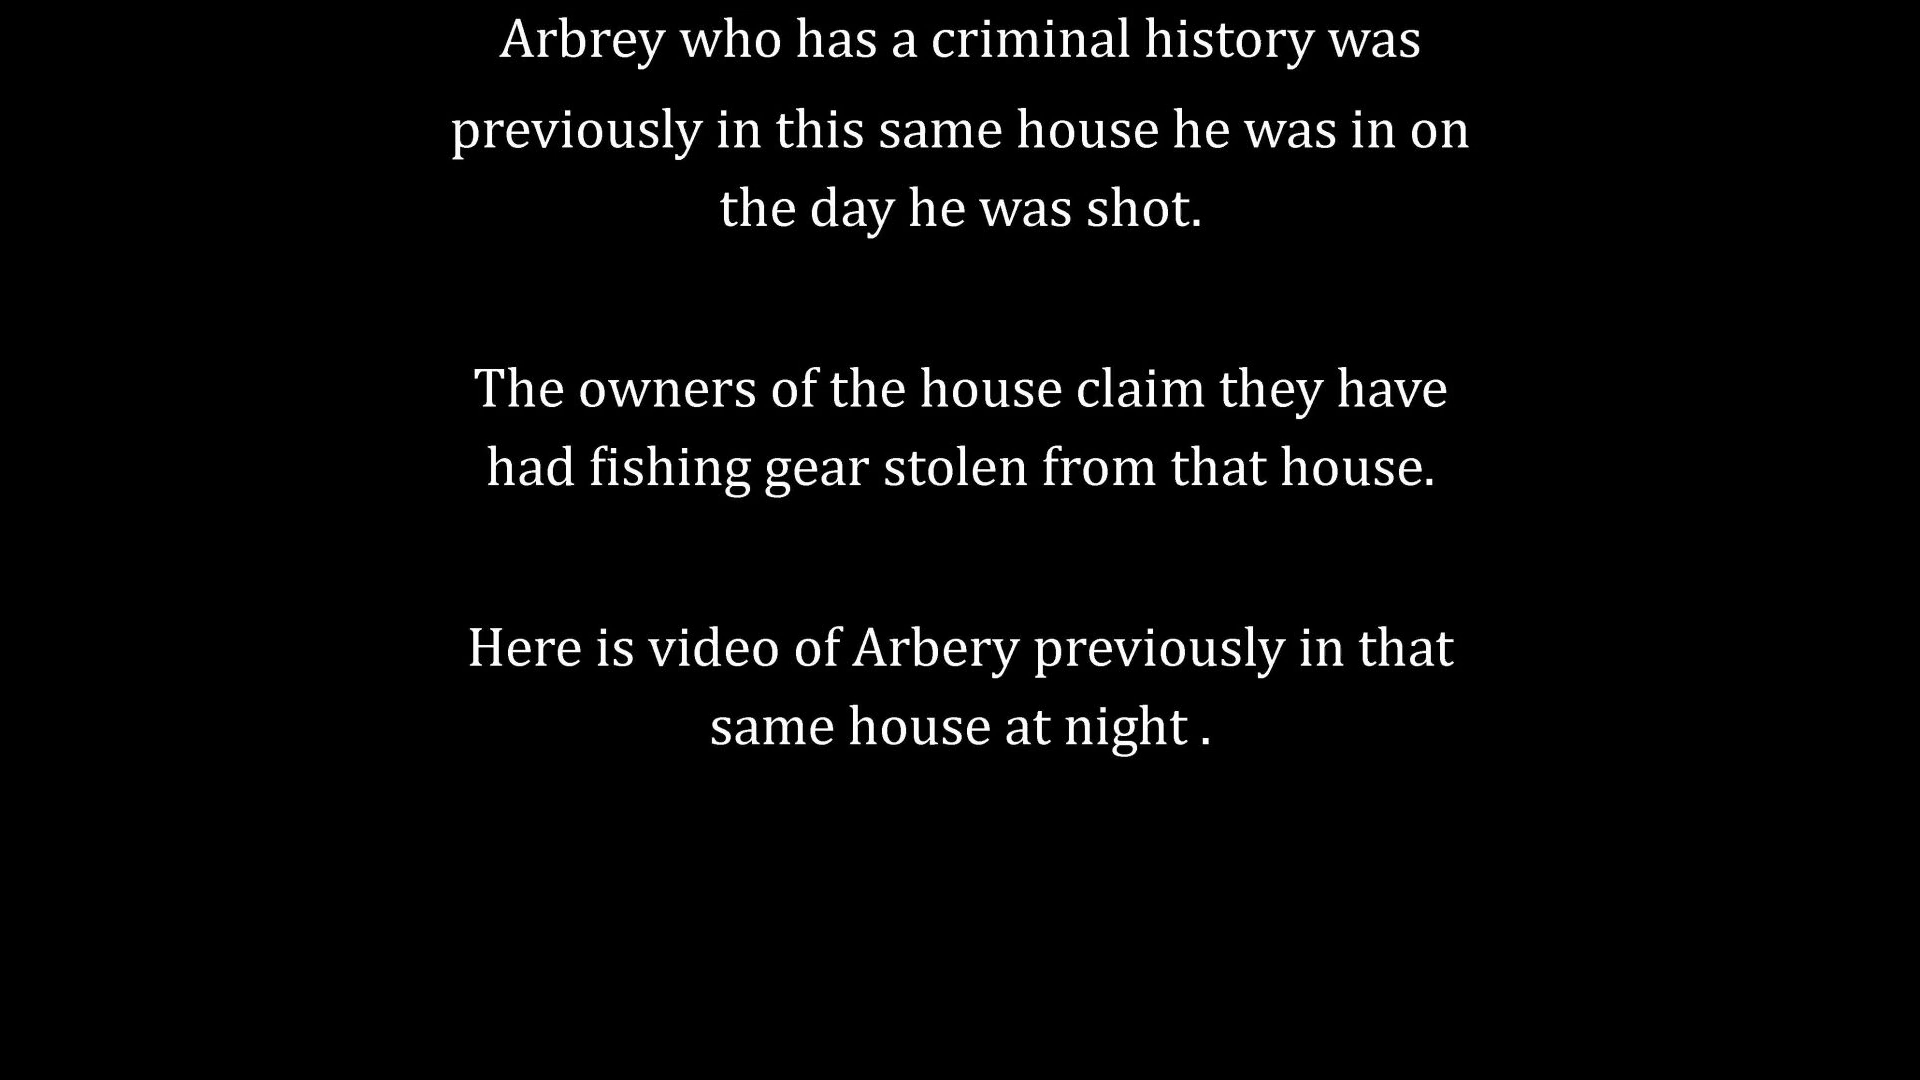 Arbrey who has a criminal history was
previously in this same house he was in on
the day he was shot.
The owners of the house claim they have
had fishing gear stolen from that house.
Here is video of Arbery previously in that
same house at night .